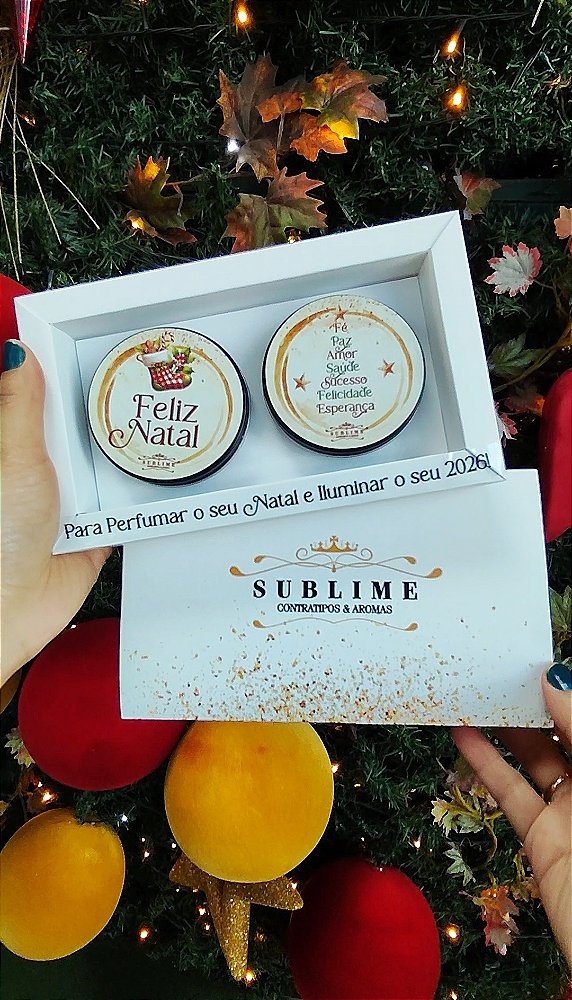 Feliz
Natal
SUBLIME
Fé
Paz
Amor
Saúde
Sucesso
Felicidade
Esperança
SUBLIME
Para Perfumar o seu Natal e Iluminar o seu 2026!
SUBLIME
CONTRATIPOS & AROMAS